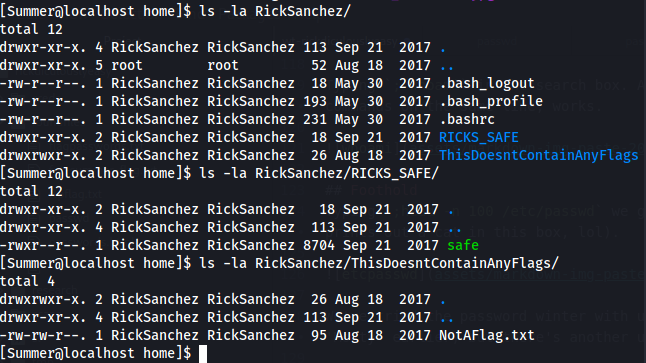 [Summer@localhost home]$ ls -la RickSanchez/
total 12
drwxr-xr-x. 4 RickSanchez RickSanchez 113 Sep 21  2017 .
drwxr-xr-x. 5 root        root         52 Aug 18  2017 ..
-rw-r--r--. 1 RickSanchez RickSanchez  18 May 30  2017 .bash_logout
-rw-r--r--. 1 RickSanchez RickSanchez 193 May 30  2017 .bash_profile
-rw-r--r--. 1 RickSanchez RickSanchez 231 May 30  2017 .bashrc
drwxr-xr-x. 2 RickSanchez RickSanchez  18 Sep 21  2017 RICKS_SAFE
drwxrwxr-x. 2 RickSanchez RickSanchez  26 Aug 18  2017 ThisDoesntContainAnyFlags
[Summer@localhost home]$ ls -la RickSanchez/RICKS_SAFE/
total 12
drwxr-xr-x. 2 RickSanchez RickSanchez   18 Sep 21  2017 .
drwxr-xr-x. 4 RickSanchez RickSanchez  113 Sep 21  2017 ..
-rwxr--r--. 1 RickSanchez RickSanchez 8704 Sep 21  2017 safe
[Summer@localhost home]$ ls -la RickSanchez/ThisDoesntContainAnyFlags/
total 4
drwxrwxr-x. 2 RickSanchez RickSanchez  26 Aug 18  2017 .
drwxr-xr-x. 4 RickSanchez RickSanchez 113 Sep 21  2017 ..
-rw-rw-r--. 1 RickSanchez RickSanchez  95 Aug 18  2017 NotAFlag.txt
[Summer@localhost home]$